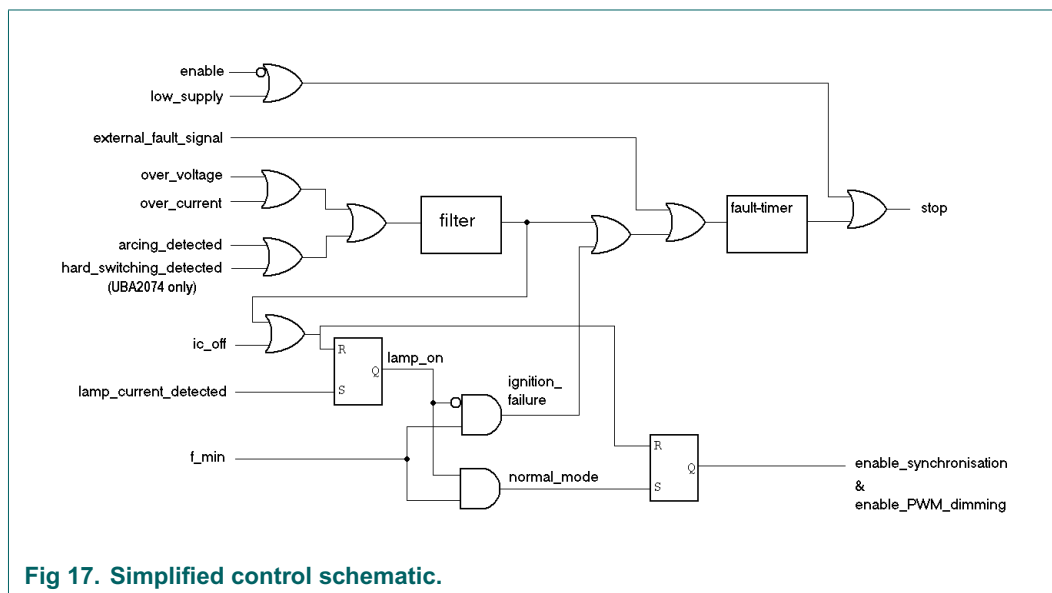 enable
low_supply
external_fault_signal
over_voltage
over_current
filter
fault-timer
stop
arcing_detected
hard_switching_detected
(UBA2074 only)
ic_off
R
Q
S
lamp_on
lamp_current_detected
ignition_
failure
f_min
normal_mode
R
Q
S
enable_synchronisation
&
enable_PWM_dimming
Fig 17. Simplified control schematic.